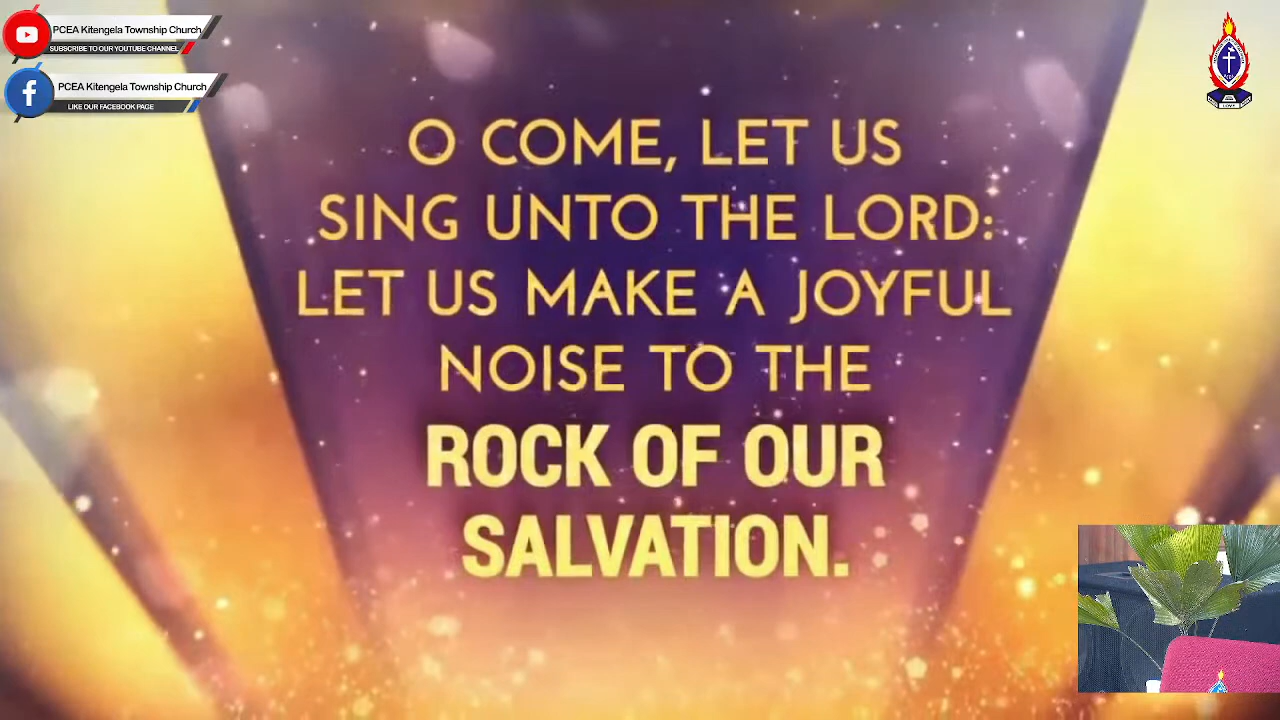 PCEA Kitengela Township Church
SUBSCRIBE TO OUR YOUTUBE CHANNEL
PCEA Kitengela Township Church
LIKE OUR FACEBOOK PAGE
O COME, LET US
SING UNTO THE LORD:
LET US MAKE A JOYFUL
NOISE TO THE
ROCK OF OUR
SALVATION.